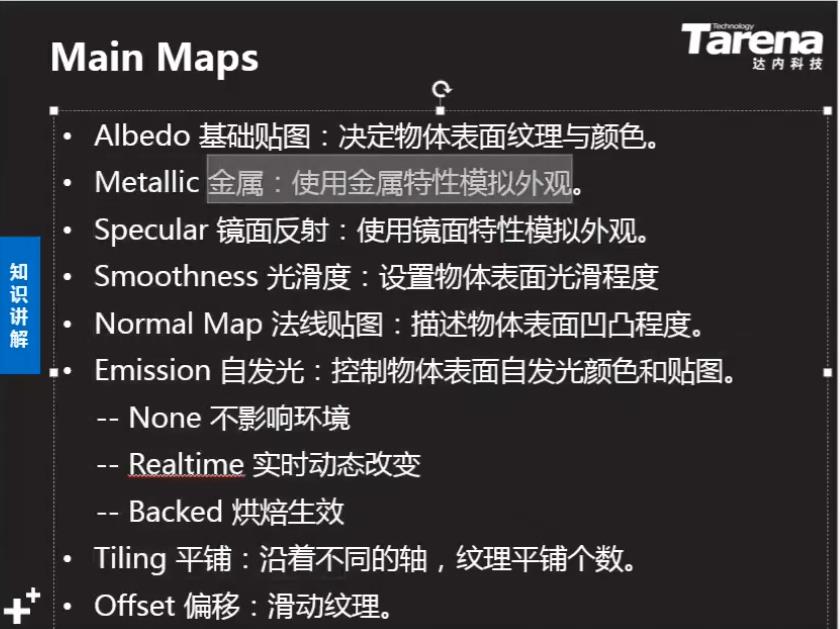 Main Maps
Technology
Tarena
达内科技
• Albedo 基础贴图：决定物体表面纹理与颜色。
• Metallic 金属：使用金属特性模拟外观。
• Specular 镜面反射：使用镜面特性模拟外观。
• Smoothness 光滑度：设置物体表面光滑程度
• Normal Map 法线贴图：描述物体表面凹凸程度。
• Emission 自发光：控制物体表面自发光颜色和贴图。
-- None 不影响环境
-- Realtime 实时动态改变
-- Backed 烘焙生效
• Tiling 平铺：沿着不同的轴，纹理平铺个数。
• Offset 偏移：滑动纹理。
知识讲解